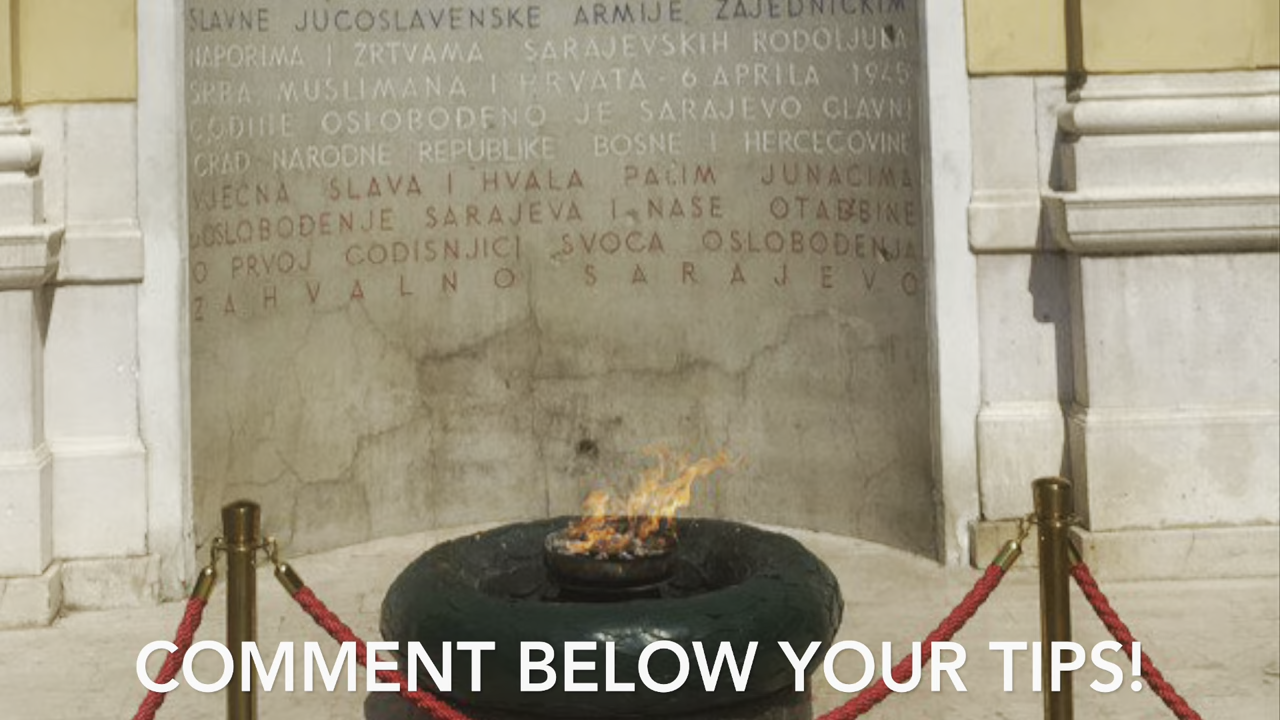 SLAVNE JUGOSLAVENSKE ARMIJE ZAJEDNIČKIM
NAPORIMA I ŽRTVAMA SARAJEVSKIH RODOLJUBA
SRBA MUSLIMANA I HRVATA - 6 APRILA 1945
GODINE OSLOBOĐENO JE SARAJEVO GLAVNI
GRAD NARODNE REPUBLIKE BOSNE I HERCEGOVINE
VJEČNA SLAVA I HVALA PALIM JUNACIMA
OSLOBOĐENJE SARAJEVA I NAŠE OTADŽBINE
O PRVOJ GODIŠNJICI SVOGA OSLOBOĐENJA
ZAHVALNO SARAJEVO
COMMENT BELOW YOUR TIPS!